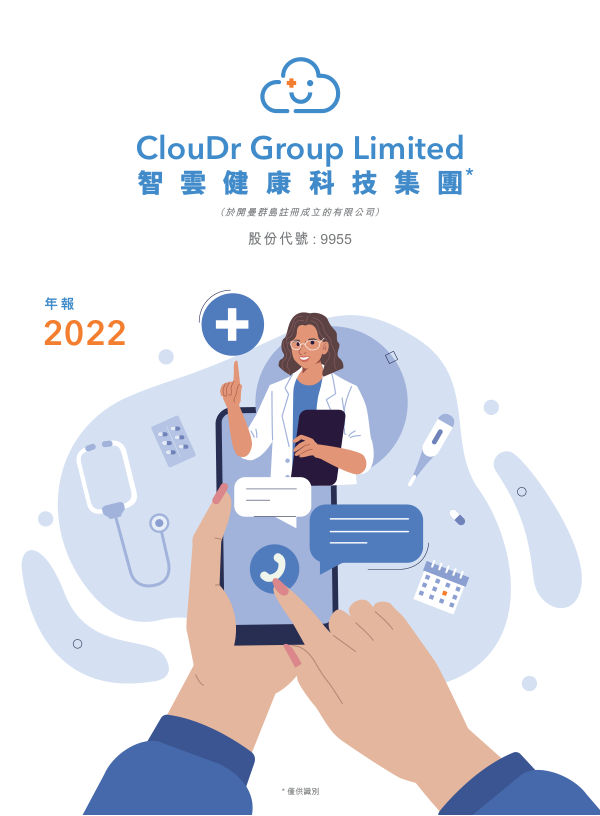 ClouDr Group Limited
智雲健康科技集團*
(於開曼群島註冊成立的有限公司)
股份代號 : 9955
年報
2022
* 僅供識別